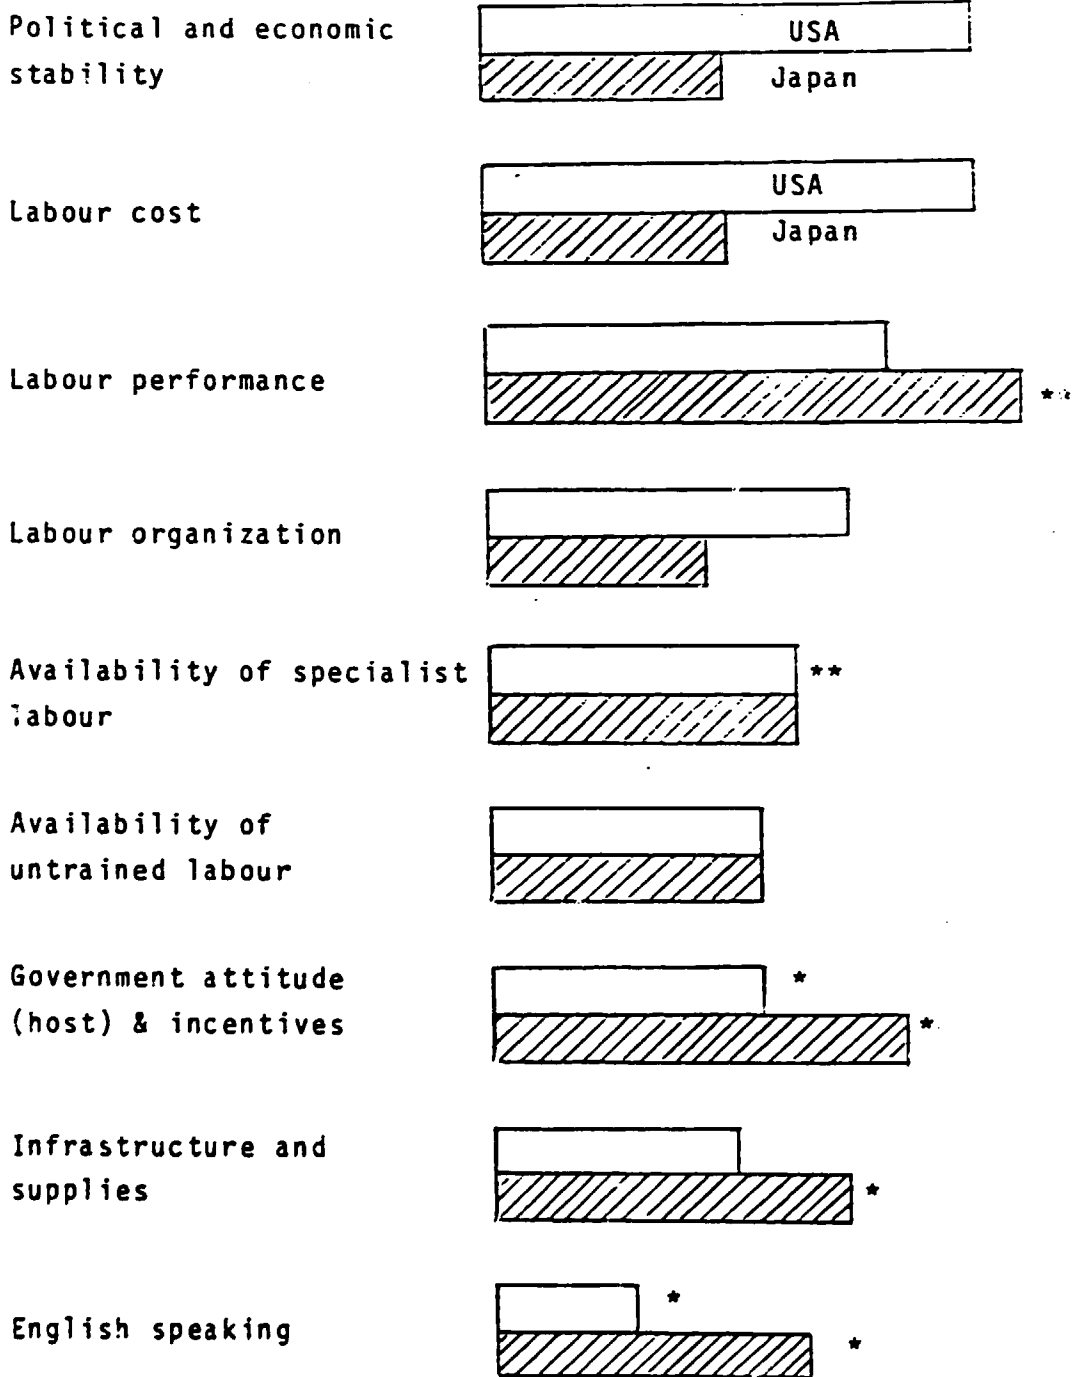 Political and economic
stability
USA
Japan
Labour cost
USA
Japan
Labour performance
**
Labour organization
Availability of specialist
labour
**
Availability of
untrained labour
Government attitude
(host) & incentives
*
*
Infrastructure and
supplies
*
English speaking
*
*